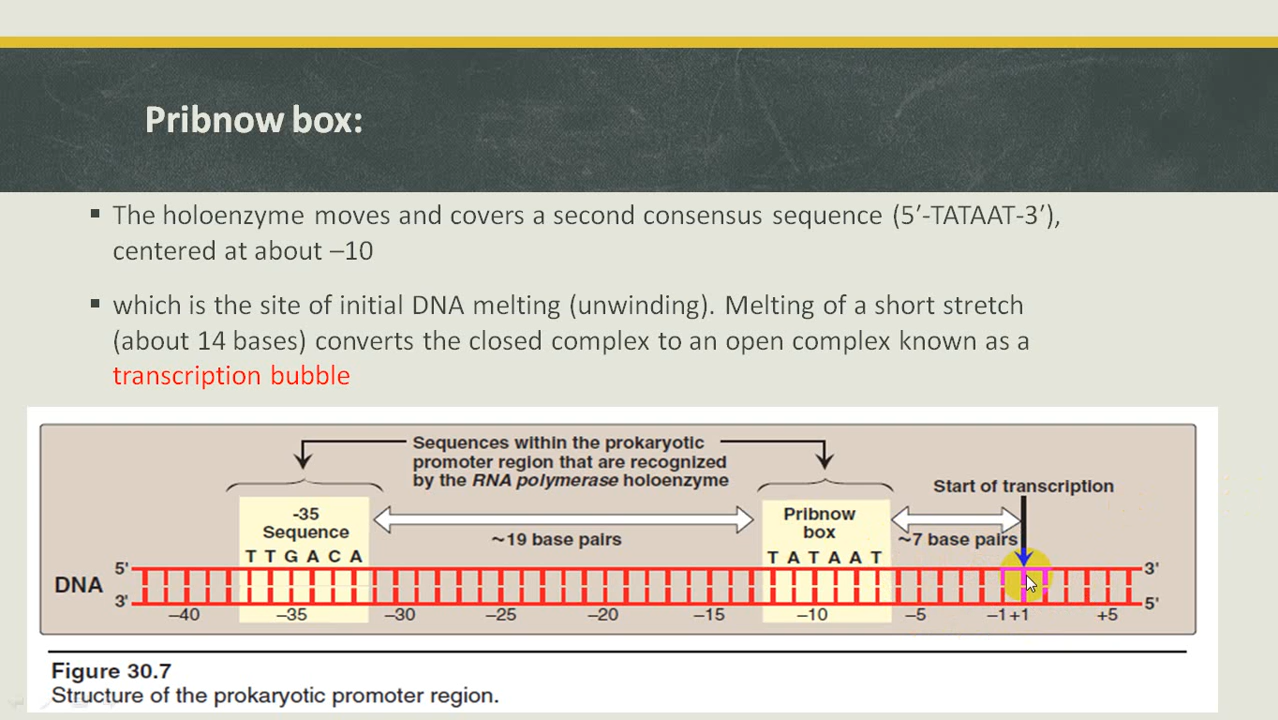 Pribnow box:
▪ The holoenzyme moves and covers a second consensus sequence (5′-TATAAT-3′),
centered at about –10
▪ which is the site of initial DNA melting (unwinding). Melting of a short stretch
(about 14 bases) converts the closed complex to an open complex known as a
transcription bubble
Sequences within the prokaryotic
promoter region that are recognized
by the RNA polymerase holoenzyme
Start of transcription
-35
Sequence
T T G A C A
~19 base pairs
Pribnow
box
T A T A A T
~7 base pairs
DNA
5' 3'
3' 5'
–40 –35 –30 –25 –20 –15 –10 –5 –1 +1 +5
Figure 30.7
Structure of the prokaryotic promoter region.